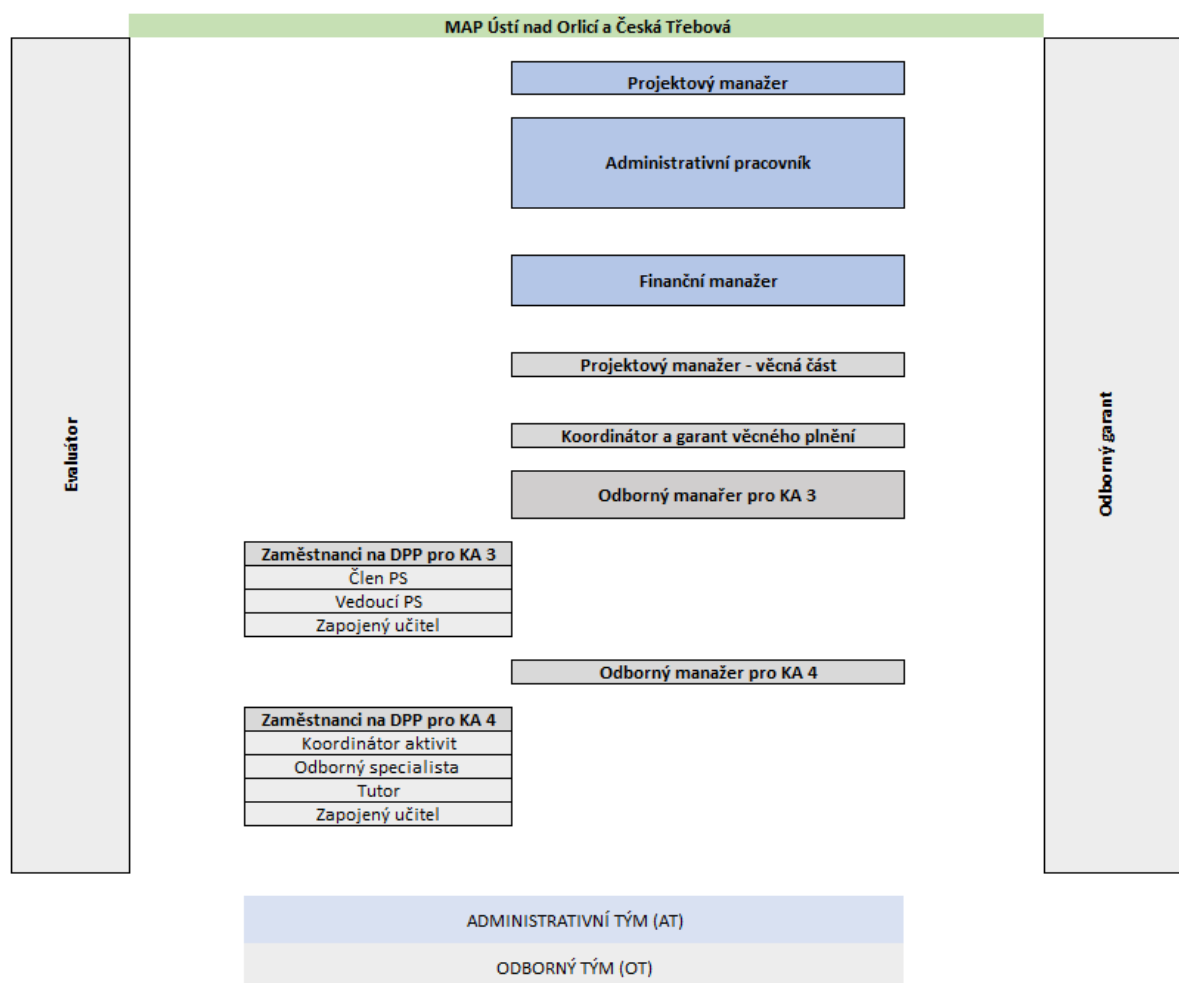 MAP Ústí nad Orlicí a Česká Třebová
Projektový manažer
Administrativní pracovník
Finanční manažer
Projektový manažer - věcná část
Evaluátor
Koordinátor a garant věcného plnění
Odborný garant
Odborný manařer pro KA 3
Zaměstnanci na DPP pro KA 3
Člen PS
Vedoucí PS
Zapojený učitel
Odborný manažer pro KA 4
Zaměstnanci na DPP pro KA 4
Koordinátor aktivit
Odborný specialista
Tutor
Zapojený učitel
ADMINISTRATIVNÍ TÝM (AT)
ODBORNÝ TÝM (OT)